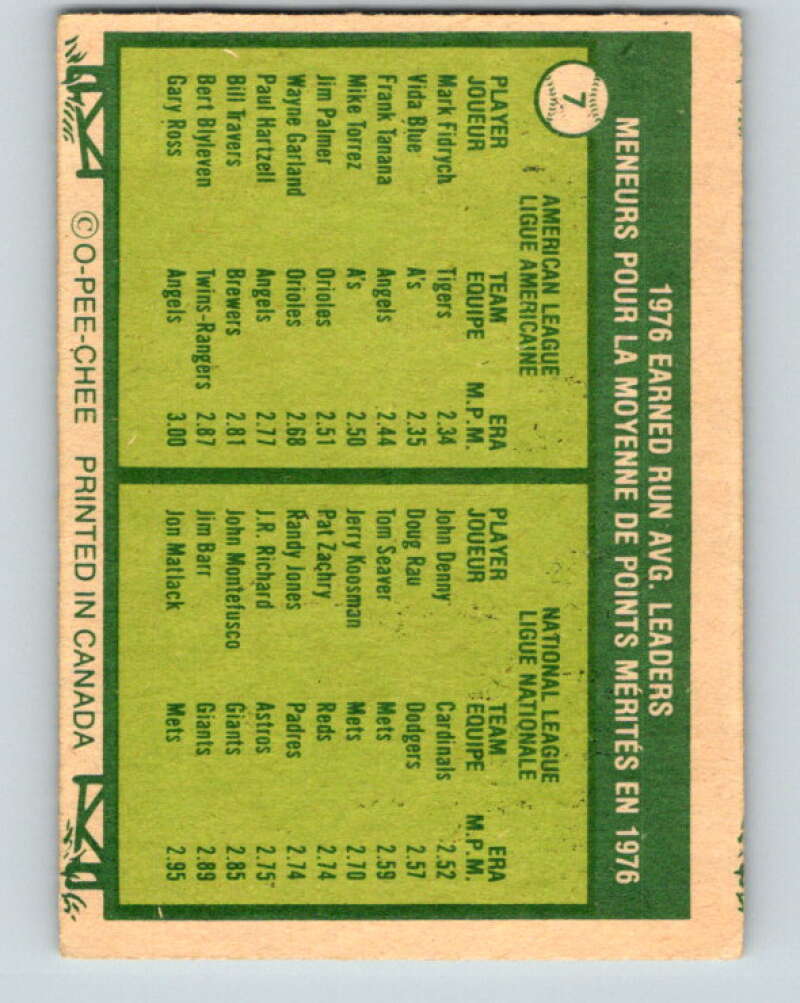 7
1976 EARNED RUN AVG. LEADERS
MENEURS POUR LA MOYENNE DE POINTS MÉRITÉS EN 1976
AMERICAN LEAGUE
LIGUE AMERICAINE
PLAYER TEAM ERA
JOUEUR EQUIPE M.P.M.
Mark Fidrych Tigers 2.34
Vida Blue A's 2.35
Frank Tanana Angels 2.44
Mike Torrez A's 2.50
Jim Palmer Orioles 2.51
Wayne Garland Orioles 2.68
Paul Hartzell Angels 2.77
Bill Travers Brewers 2.81
Bert Blyleven Twins-Rangers 2.87
Gary Ross Angels 3.00
NATIONAL LEAGUE
LIGUE NATIONALE
PLAYER TEAM ERA
JOUEUR EQUIPE M.P.M.
John Denny Cardinals 2.52
Doug Rau Dodgers 2.57
Tom Seaver Mets 2.59
Jerry Koosman Mets 2.70
Pat Zachry Reds 2.74
Randy Jones Padres 2.74
J.R. Richard Astros 2.75
John Montefusco Giants 2.85
Jim Barr Giants 2.89
Jon Matlack Mets 2.95
©O-PEE-CHEE PRINTED IN CANADA